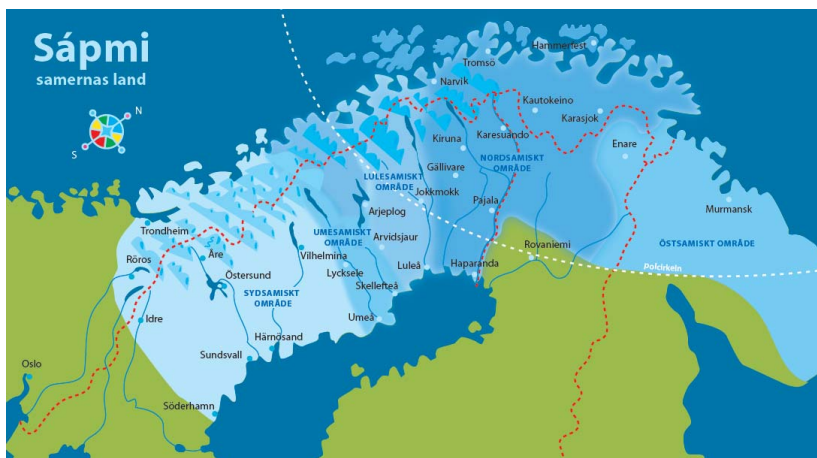 Sápmi
samernas land
N
S
Hammerfest
Tromsö
Narvik
Kautokeino
Karasjok
Karesuando
Kiruna
Enare
NORDSAMISKT
OMRÅDE
Gällivare
LULESAMISKT
OMRÅDE
Jokkmokk
Pajala
Murmansk
Arjeplog
Trondheim
UMESAMISKT
OMRÅDE
Arvidsjaur
Rovaniemi
ÖSTSAMISKT OMRÅDE
Röros
Åre
Vilhelmina
Luleå
Haparanda
Polcirkeln
Östersund
Lycksele
Skellefteå
SYDSAMISKT
OMRÅDE
Idre
Umeå
Härnösand
Sundsvall
Oslo
Söderhamn